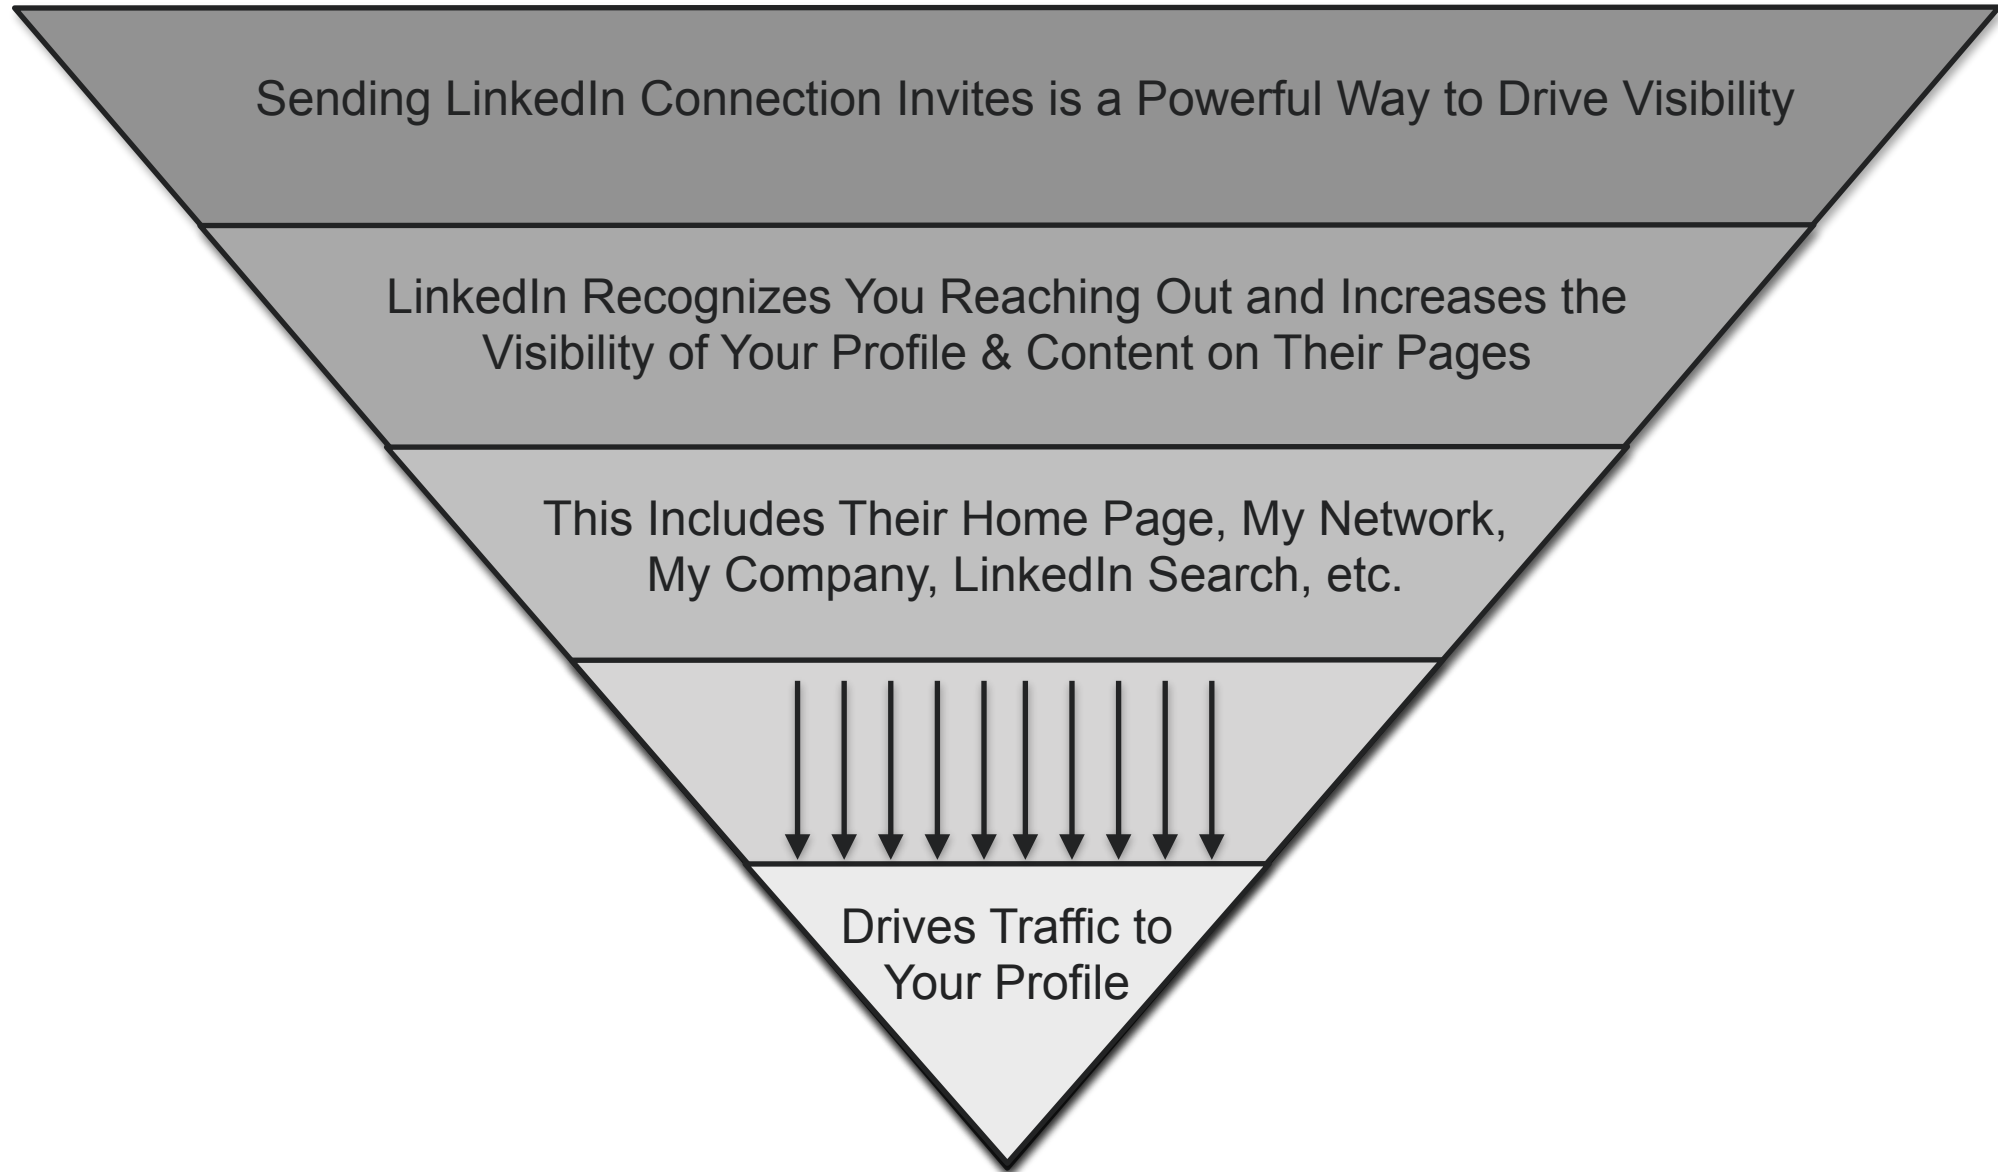 Sending LinkedIn Connection Invites is a Powerful Way to Drive Visibility
LinkedIn Recognizes You Reaching Out and Increases the
Visibility of Your Profile & Content on Their Pages
This Includes Their Home Page, My Network,
My Company, LinkedIn Search, etc.
Drives Traffic to
Your Profile